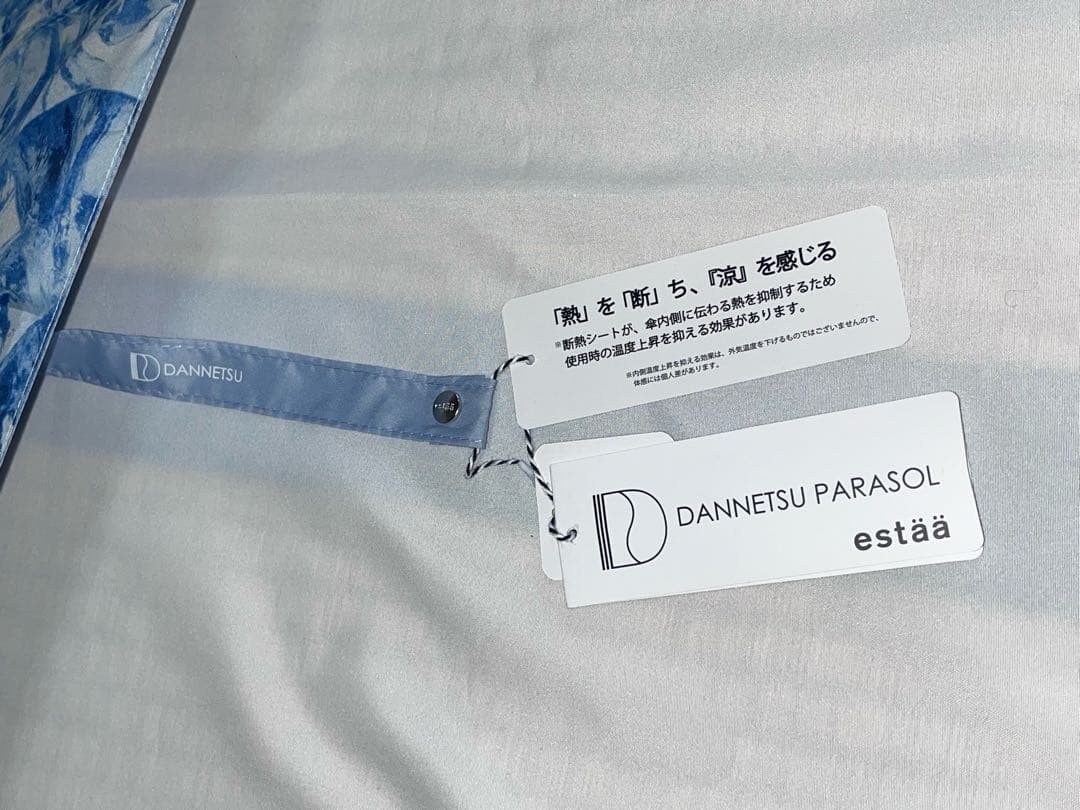 「熱」を「断」ち、『涼』を感じる
※断熱シートが、傘内側に伝わる熱を抑制するため
使用時の温度上昇を抑える効果があります。
※内側温度上昇を抑える効果は、外気温度を下げるものではございませんので、
体感には個人差があります。
DANNETSU
DANNETSU PARASOL
estää